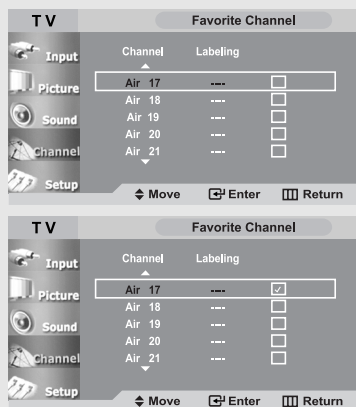 T V Favorite Channel
Input Channel Labeling
Picture Air 17 ----
Air 18 ----
Sound Air 19 ----
Air 20 ----
Channel Air 21 ----
Setup
Move Enter Return
T V Favorite Channel
Input Channel Labeling
Picture Air 17 ----
Air 18 ----
Sound Air 19 ----
Air 20 ----
Channel Air 21 ----
Setup
Move Enter Return